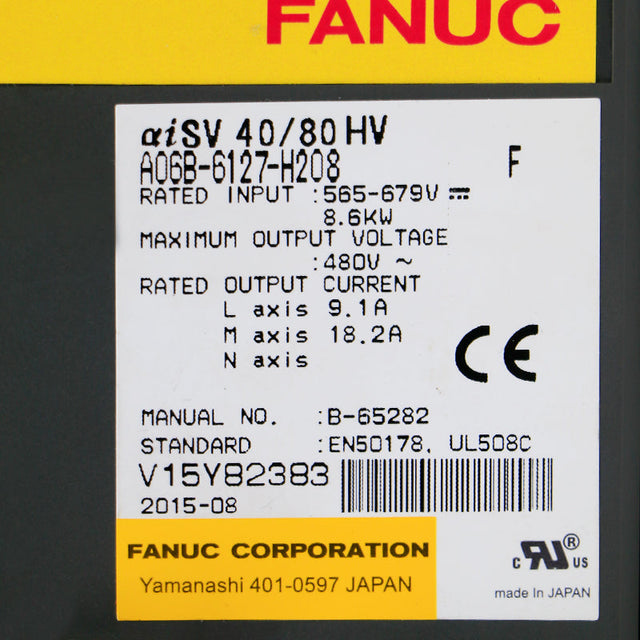 FANUC
αiSV 40/80HV
A06B-6127-H208 F
RATED INPUT :565-679V ⎓
8.6KW
MAXIMUM OUTPUT VOLTAGE
:480V ~
RATED OUTPUT CURRENT
L axis 9.1A
M axis 18.2A
N axis
CE
MANUAL NO. :B-65282
STANDARD :EN50178, UL508C
V15Y82383
2015-08
FANUC CORPORATION
Yamanashi 401-0597 JAPAN
c RU ® US
made In JAPAN